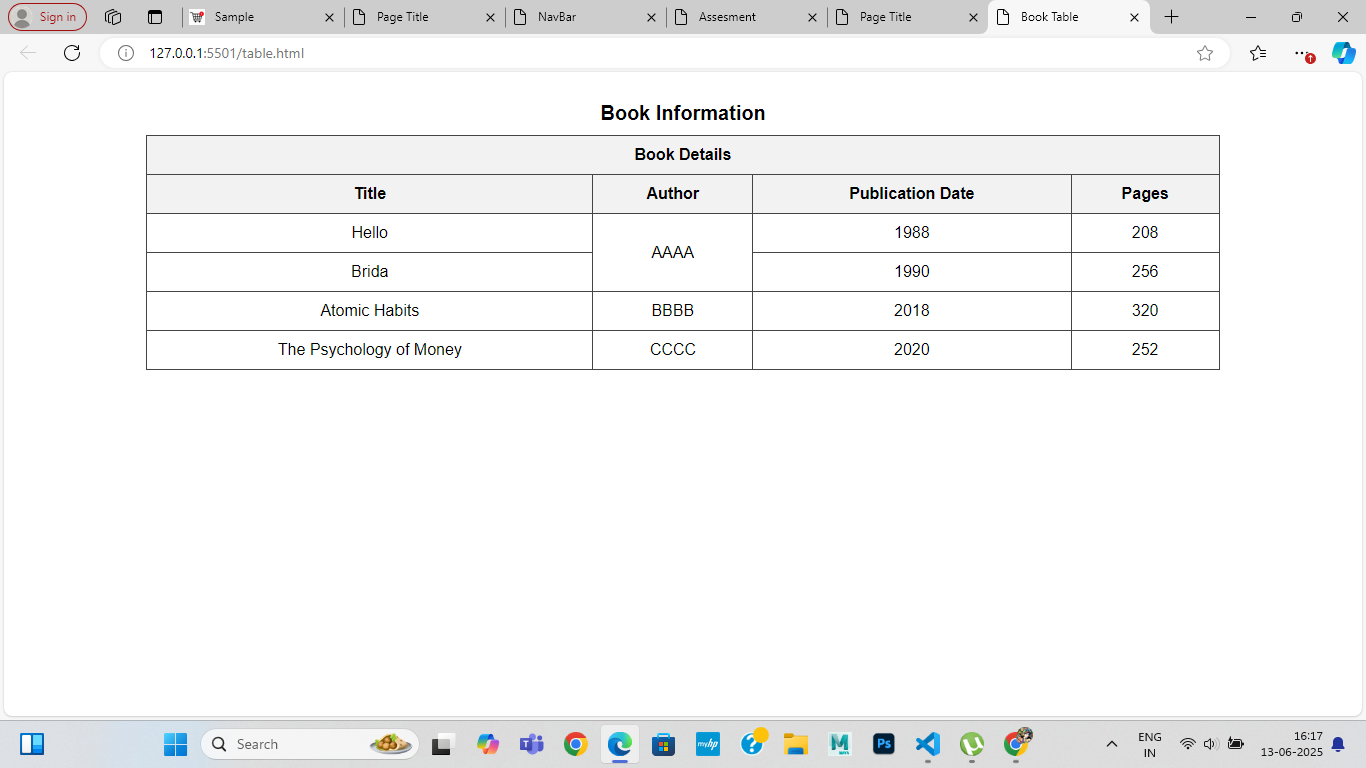 Sign in
Sample
Page Title
NavBar
Assesment
Page Title
Book Table
127.0.0.1:5501/table.html
Book Information
Book Details
Title Author Publication Date Pages
Hello AAAA 1988 208
Brida 1990 256
Atomic Habits BBBB 2018 320
The Psychology of Money CCCC 2020 252
Search
myhp
M
Ps
ENG
IN
16:17
13-06-2025